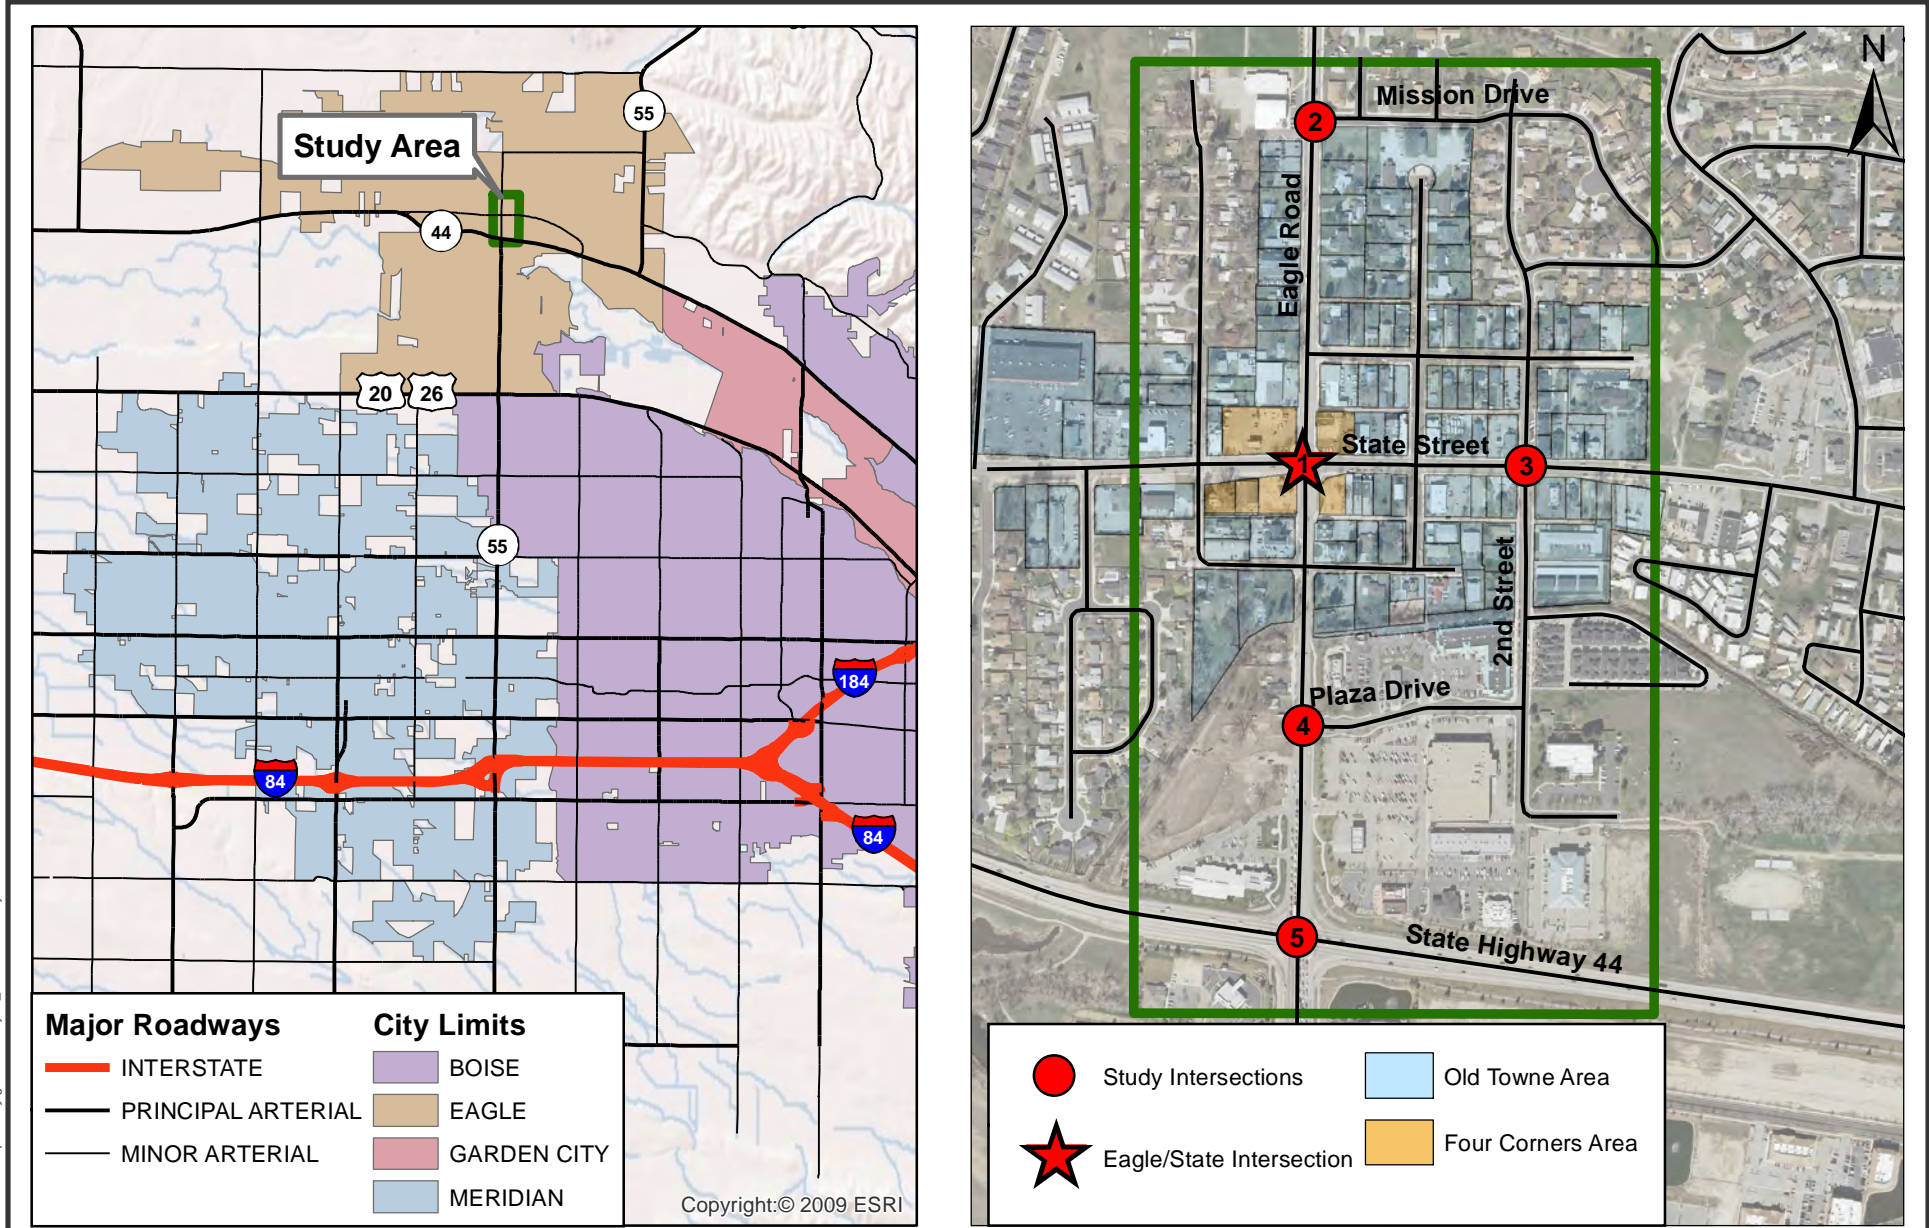 55
Study Area
44
20
26
55
184
84
84
Major Roadways
INTERSTATE
PRINCIPAL ARTERIAL
MINOR ARTERIAL
City Limits
BOISE
EAGLE
GARDEN CITY
MERIDIAN
Copyright:© 2009 ESRI
N
Mission Drive
2
Eagle Road
State Street
1
3
2nd Street
Plaza Drive
4
5
State Highway 44
Study Intersections
Eagle/State Intersection
Old Towne Area
Four Corners Area